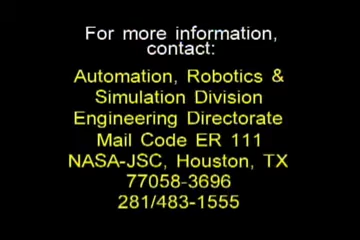 For more information,
contact:
Automation, Robotics &
Simulation Division
Engineering Directorate
Mail Code ER 111
NASA-JSC, Houston, TX
77058-3696
281/483-1555